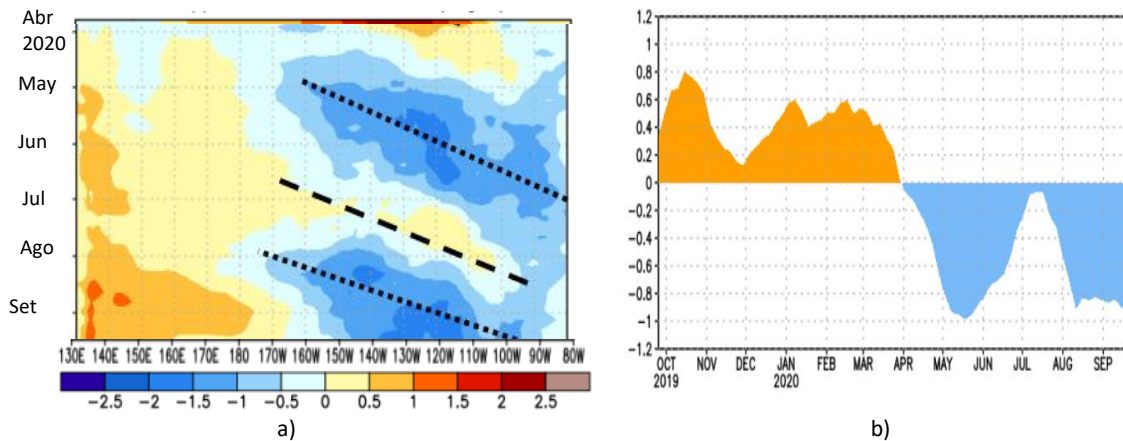 Abr
2020
May
Jun
Jul
Ago
Set
130E 140E 150E 160E 170E 180 170W 160W 150W 140W 130W 120W 110W 100W 90W 80W
-2.5 -2 -1.5 -1 -0.5 0 0.5 1 1.5 2 2.5
a)
1.2
1
0.8
0.6
0.4
0.2
0
-0.2
-0.4
-0.6
-0.8
-1
-1.2
OCT NOV DEC JAN FEB MAR APR MAY JUN JUL AUG SEP
2019 2020
b)